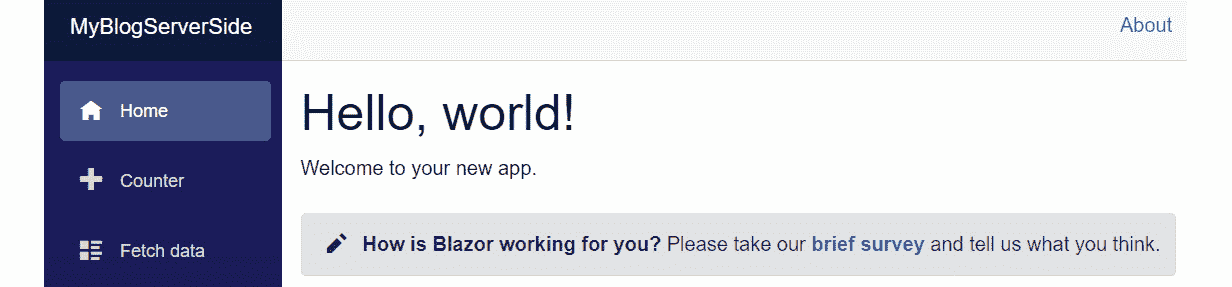 MyBlogServerSide
About
Home
Counter
Fetch data
Hello, world!
Welcome to your new app.
How is Blazor working for you? Please take our brief survey and tell us what you think.